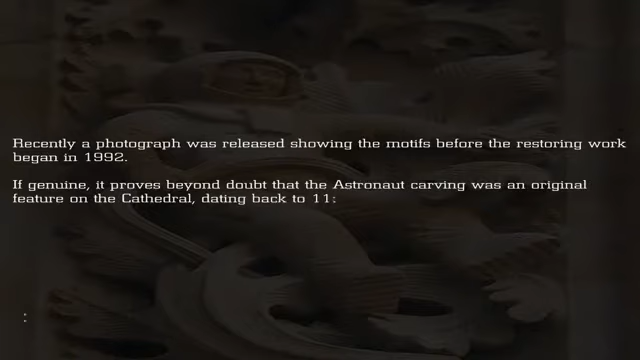 Recently a photograph was released showing the motifs before the restoring work
began in 1992.
If genuine, it proves beyond doubt that the Astronaut carving was an original
feature on the Cathedral, dating back to 11: